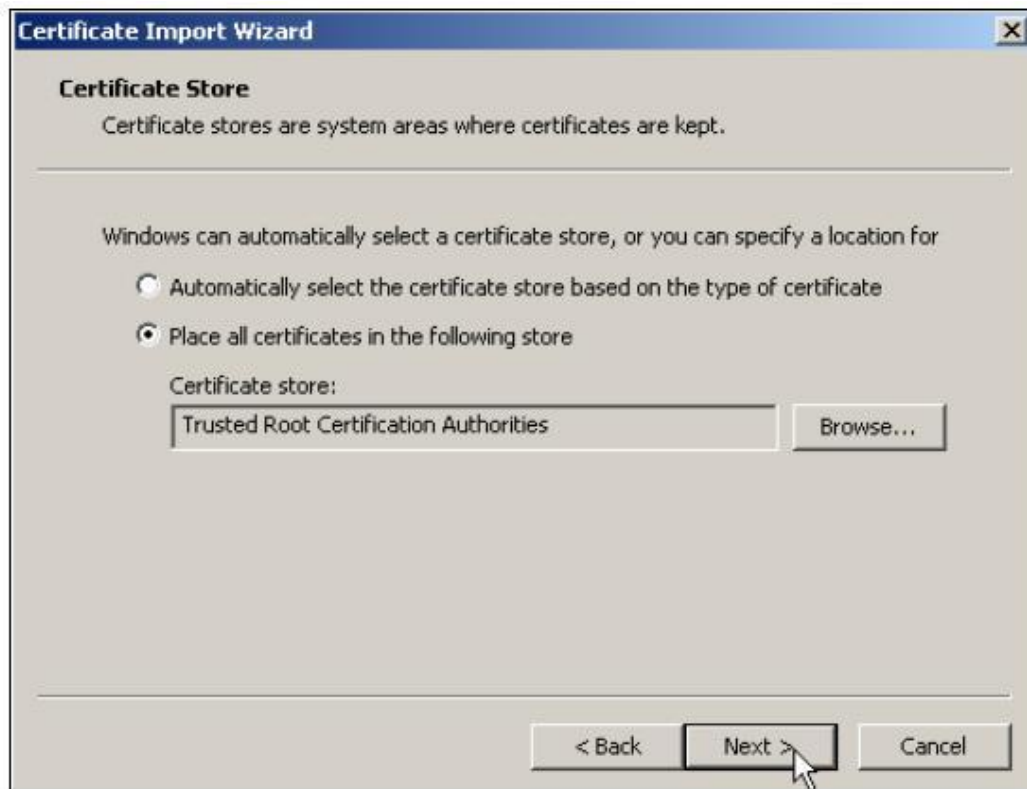 Certificate Import Wizard
Certificate Store
Certificate stores are system areas where certificates are kept.
Windows can automatically select a certificate store, or you can specify a location for
Automatically select the certificate store based on the type of certificate
Place all certificates in the following store
Certificate store:
Trusted Root Certification Authorities
Browse...
< Back
Next >
Cancel